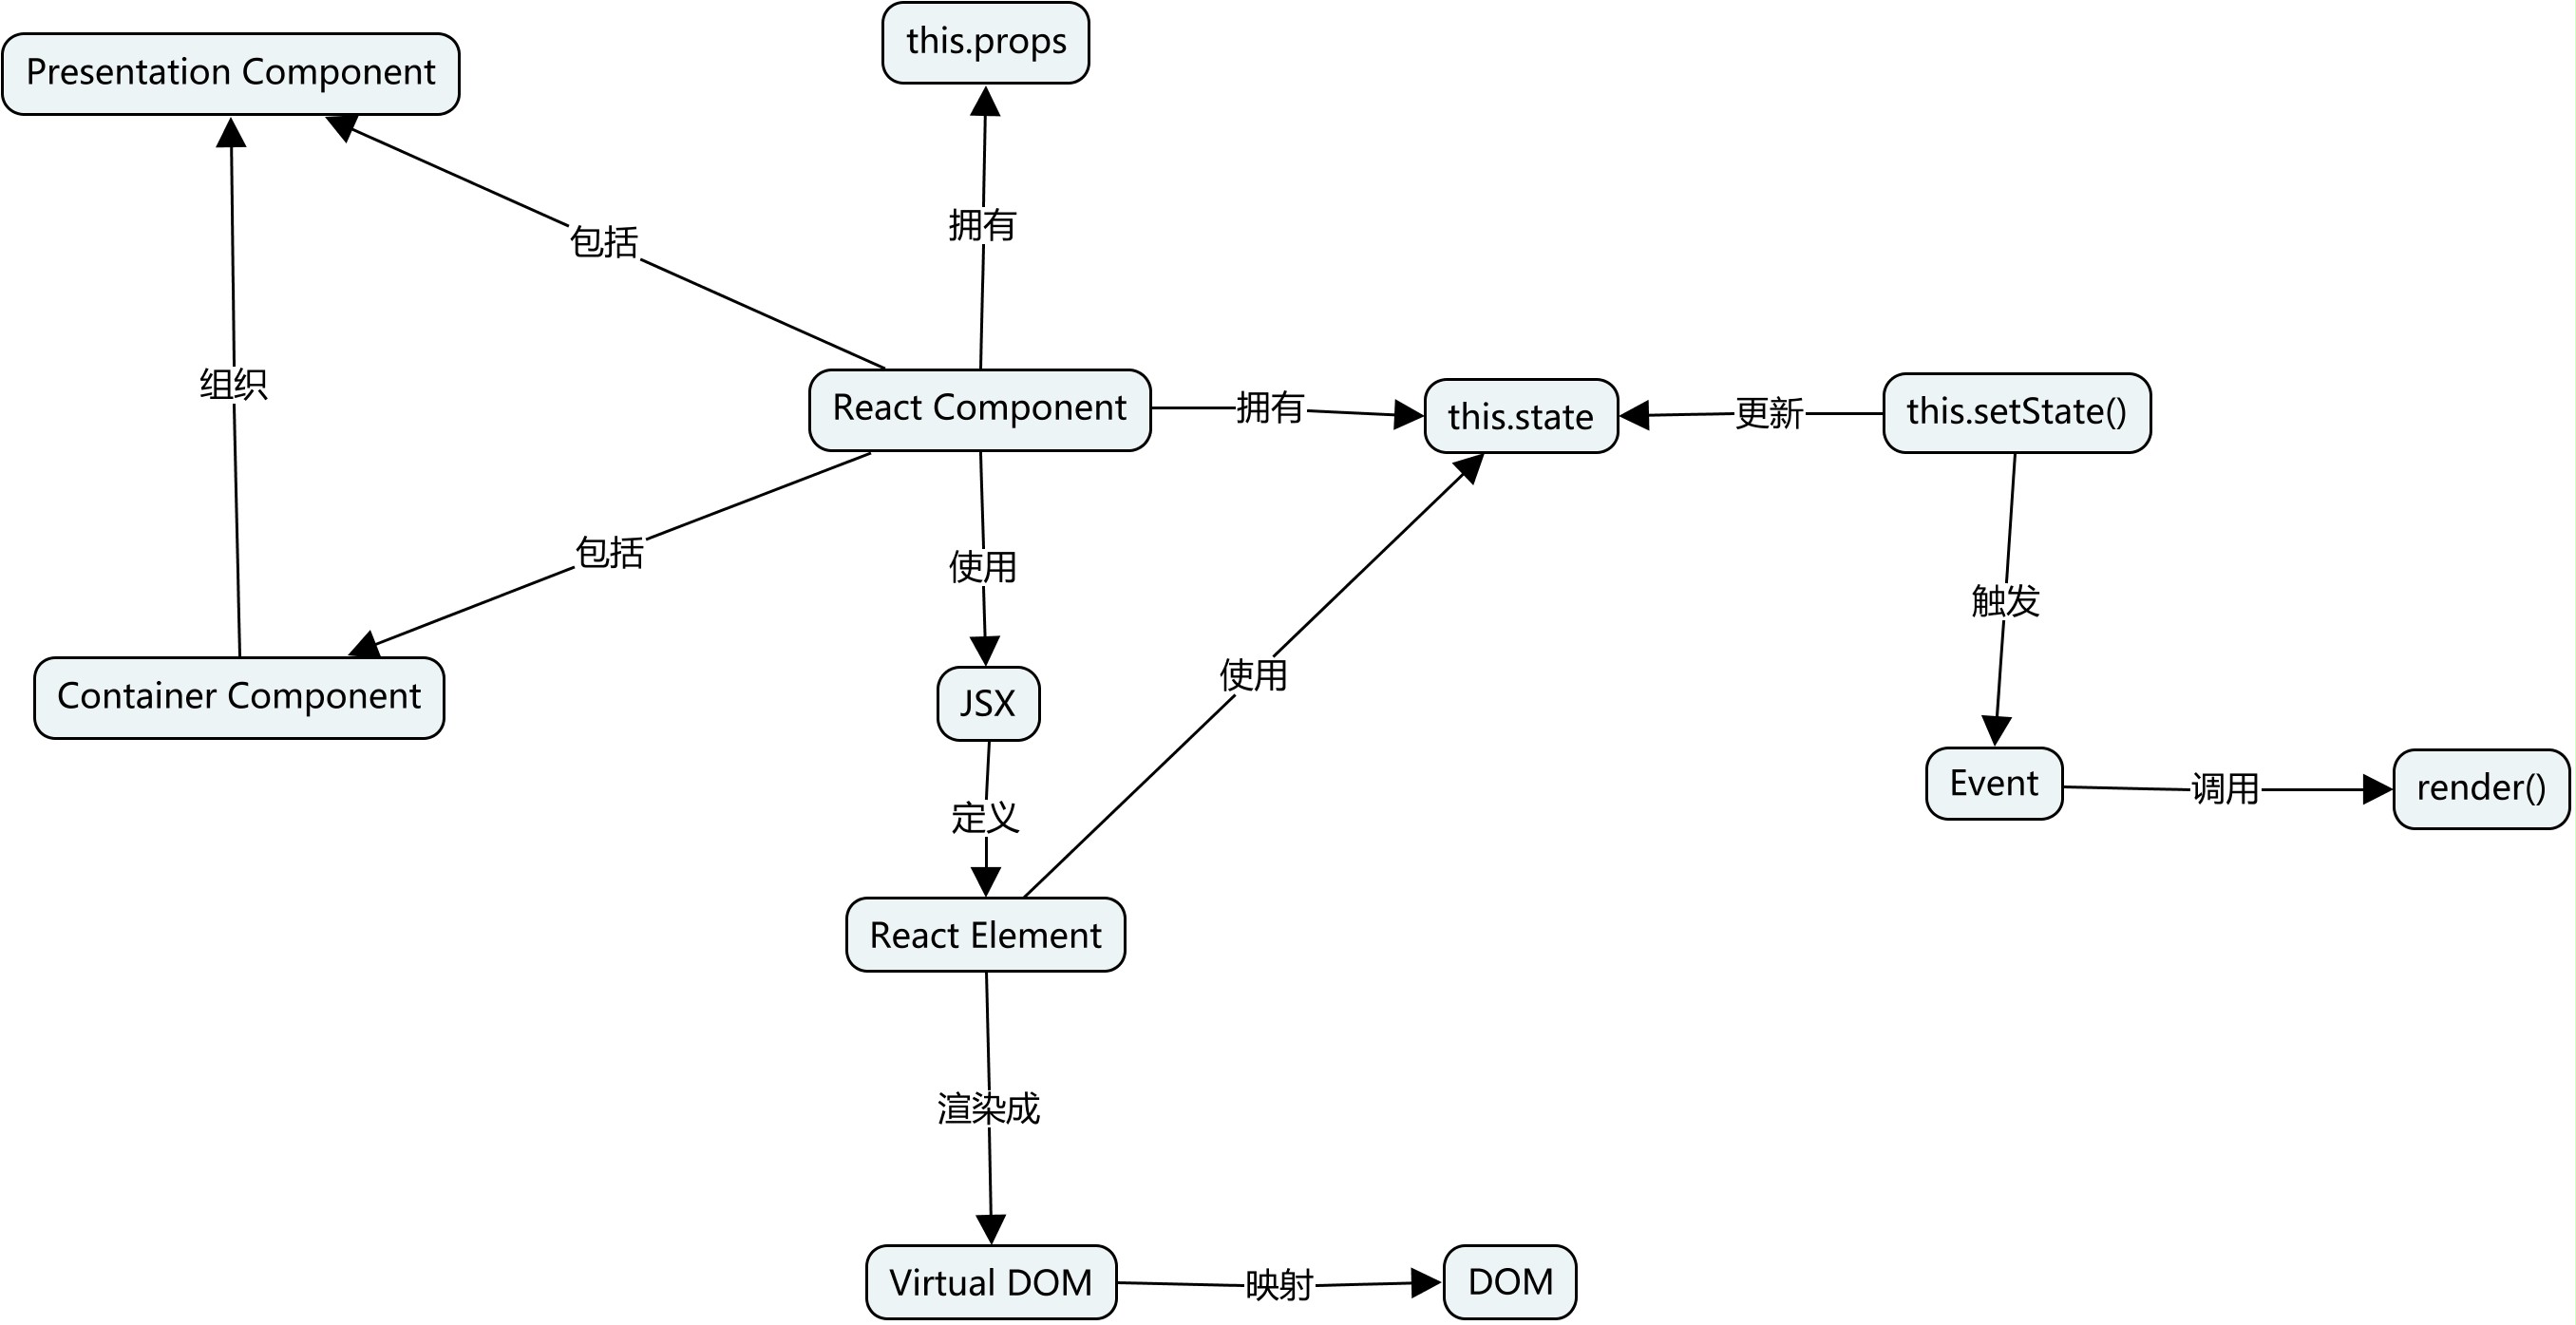 this.props
Presentation Component
拥有
包括
组织
React Component
拥有
this.state
更新
this.setState()
包括
使用
触发
使用
Container Component
JSX
Event
调用
render()
定义
React Element
渲染成
Virtual DOM
映射
DOM